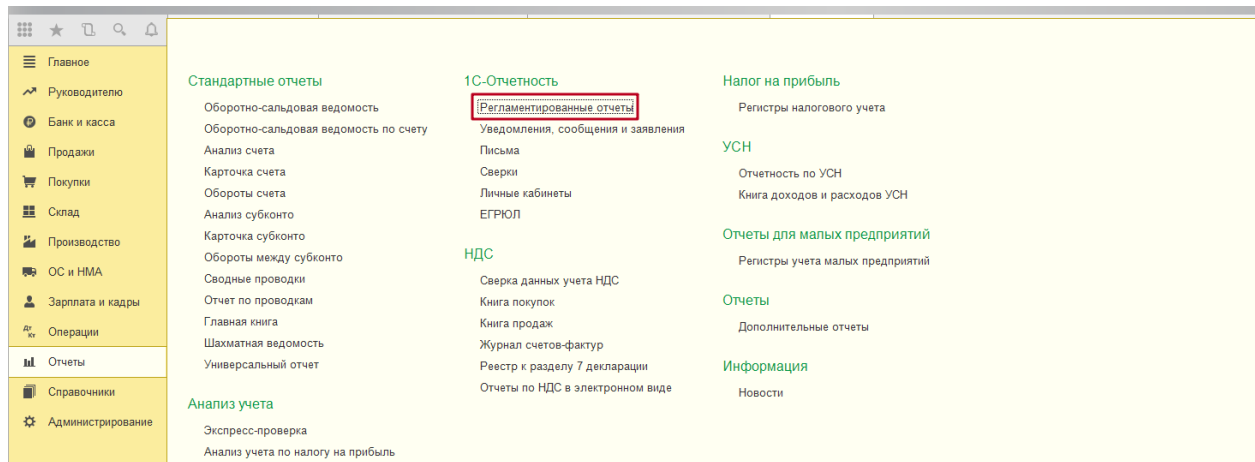 Главное
Руководителю
Банк и касса
Продажи
Покупки
Склад
Производство
ОС и НМА
Зарплата и кадры
Дт Кт Операции
Отчеты
Справочники
Администрирование
Стандартные отчеты
Оборотно-сальдовая ведомость
Оборотно-сальдовая ведомость по счету
Анализ счета
Карточка счета
Обороты счета
Анализ субконто
Карточка субконто
Обороты между субконто
Сводные проводки
Отчет по проводкам
Главная книга
Шахматная ведомость
Универсальный отчет
Анализ учета
Экспресс-проверка
Анализ учета по налогу на прибыль
1С-Отчетность
Регламентированные отчеты
Уведомления, сообщения и заявления
Письма
Сверки
Личные кабинеты
ЕГРЮЛ
НДС
Сверка данных учета НДС
Книга покупок
Книга продаж
Журнал счетов-фактур
Реестр к разделу 7 декларации
Отчеты по НДС в электронном виде
Налог на прибыль
Регистры налогового учета
УСН
Отчетность по УСН
Книга доходов и расходов УСН
Отчеты для малых предприятий
Регистры учета малых предприятий
Отчеты
Дополнительные отчеты
Информация
Новости